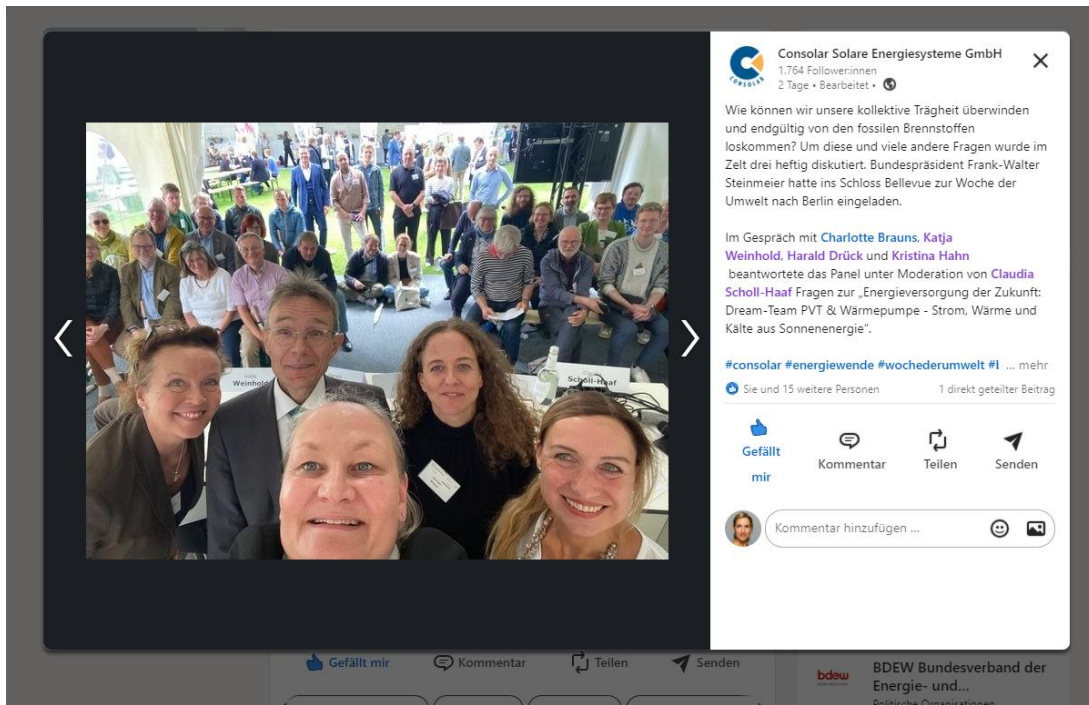 Consolar Solare Energiesysteme GmbH
1.764 Follower:innen
2 Tage • Bearbeitet •
CONSOLAR
Wie können wir unsere kollektive Trägheit überwinden
und endgültig von den fossilen Brennstoffen
loskommen? Um diese und viele andere Fragen wurde im
Zelt drei heftig diskutiert. Bundespräsident Frank-Walter
Steinmeier hatte ins Schloss Bellevue zur Woche der
Umwelt nach Berlin eingeladen.
Im Gespräch mit Charlotte Brauns, Katja
Weinhold, Harald Drück und Kristina Hahn
beantwortete das Panel unter Moderation von Claudia
Scholl-Haaf Fragen zur „Energieversorgung der Zukunft:
Dream-Team PVT & Wärmepumpe - Strom, Wärme und
Kälte aus Sonnenenergie“.
#consolar #energiewende #wochederumwelt #I ... mehr
Sie und 15 weitere Personen
1 direkt geteilter Beitrag
Gefällt
mir
Kommentar
Teilen
Senden
Kommentar hinzufügen ...
Katja
Weinhold
Scholl-Haaf
Gefällt mir
Kommentar
Teilen
Senden
bdew
BDEW Bundesverband der
Energie- und...
Politische Organisationen